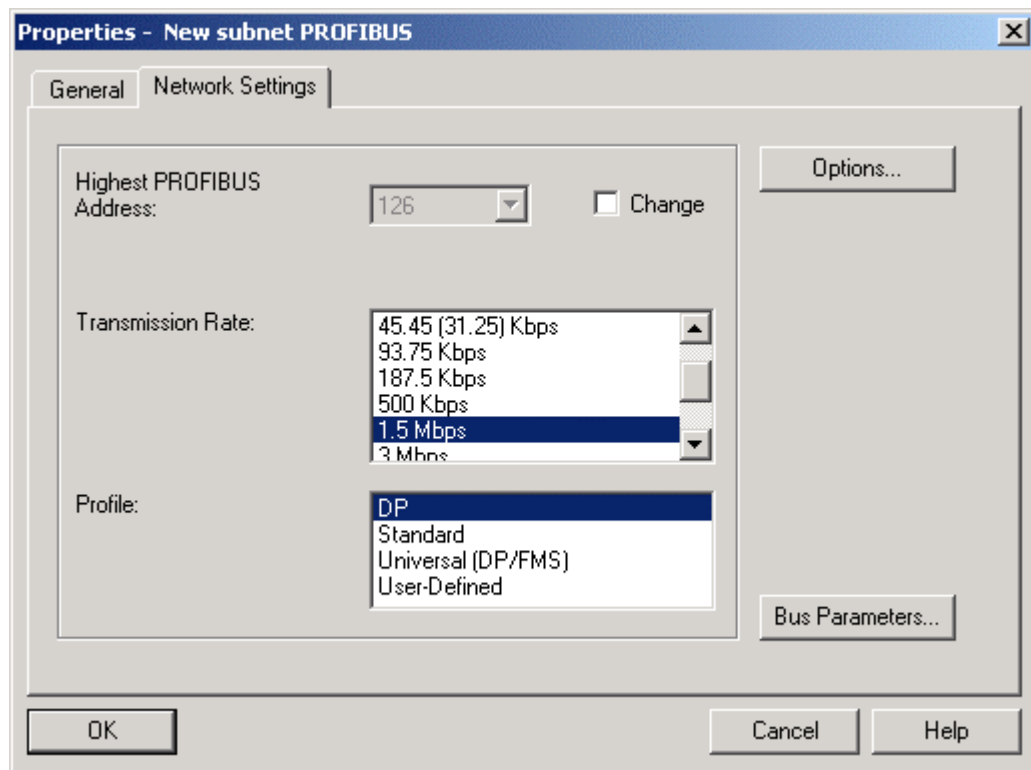 Properties - New subnet PROFIBUS
General
Network Settings
Highest PROFIBUS
Address:
126
Change
Options...
Transmission Rate:
45.45 (31.25) Kbps
93.75 Kbps
187.5 Kbps
500 Kbps
1.5 Mbps
3 Mbps
Profile:
DP
Standard
Universal (DP/FMS)
User-Defined
Bus Parameters...
OK
Cancel
Help